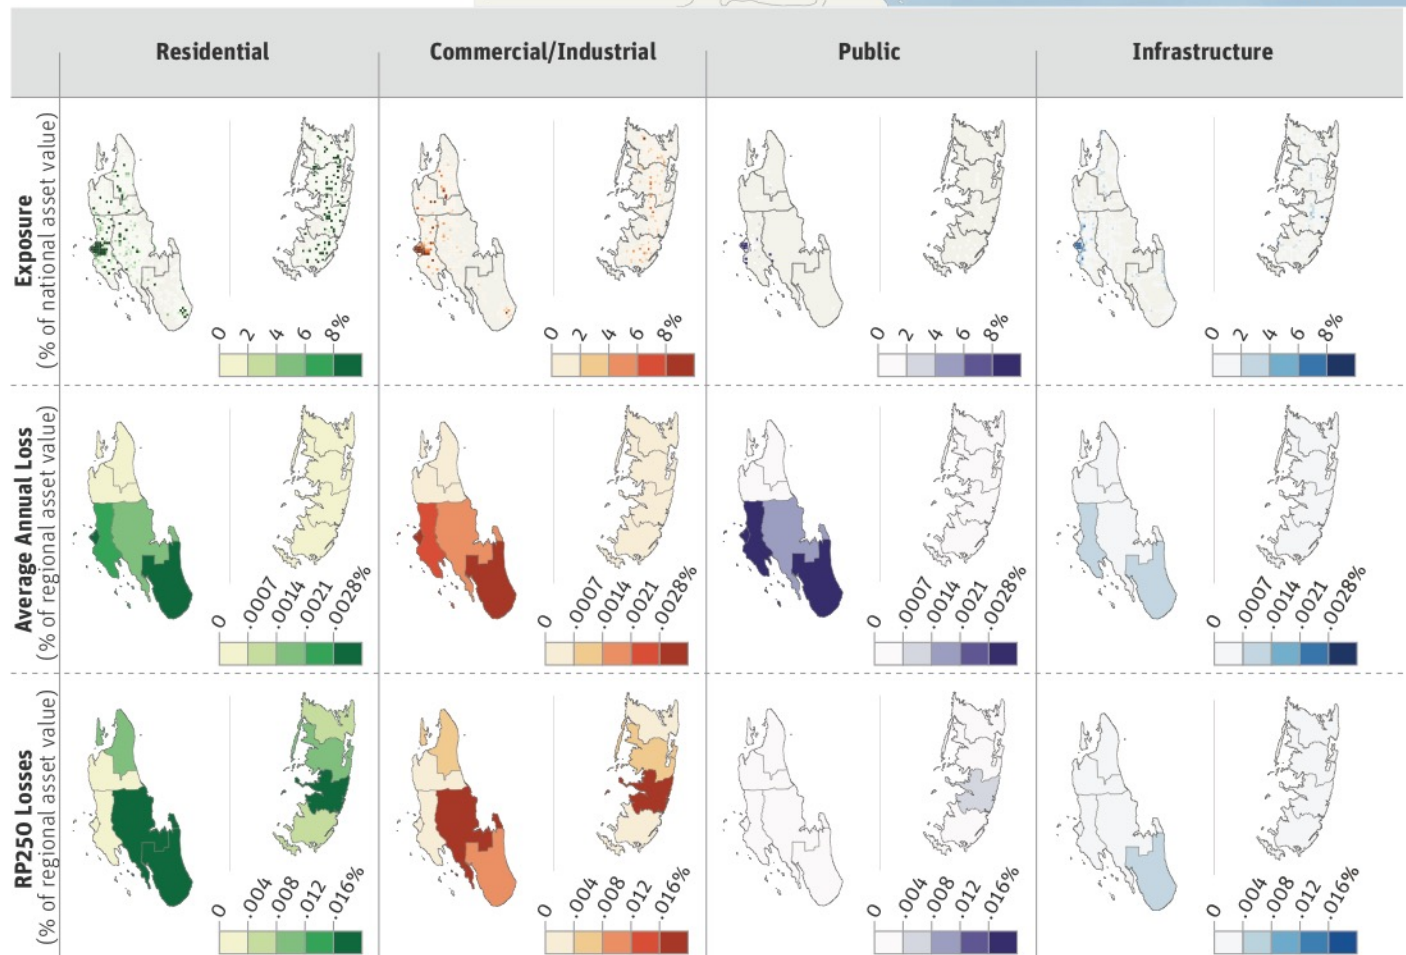 Residential
Commercial/Industrial
Public
Infrastructure
Exposure
(% of national asset value)
0 2 4 6 8%
0 2 4 6 8%
0 2 4 6 8%
0 2 4 6 8%
Average Annual Loss
(% of regional asset value)
0 .0007 .0014 .0021 .0028%
0 .0007 .0014 .0021 .0028%
0 .0007 .0014 .0021 .0028%
0 .0007 .0014 .0021 .0028%
RP250 Losses
(% of regional asset value)
0 .004 .008 .012 .016%
0 .004 .008 .012 .016%
0 .004 .008 .012 .016%
0 .004 .008 .012 .016%